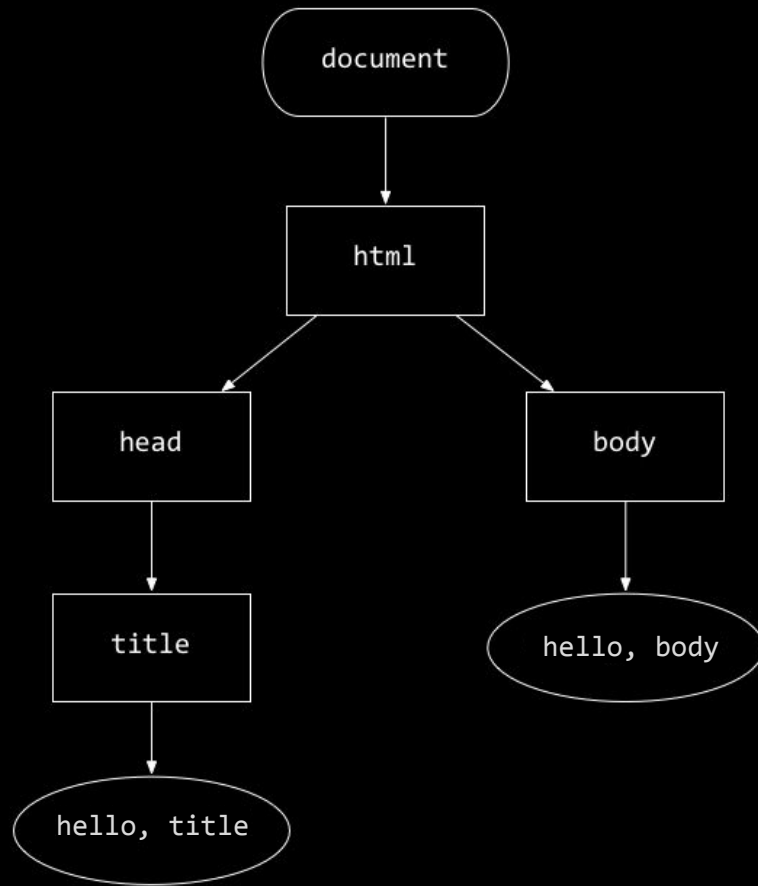 document
html
head
body
title
hello, body
hello, title